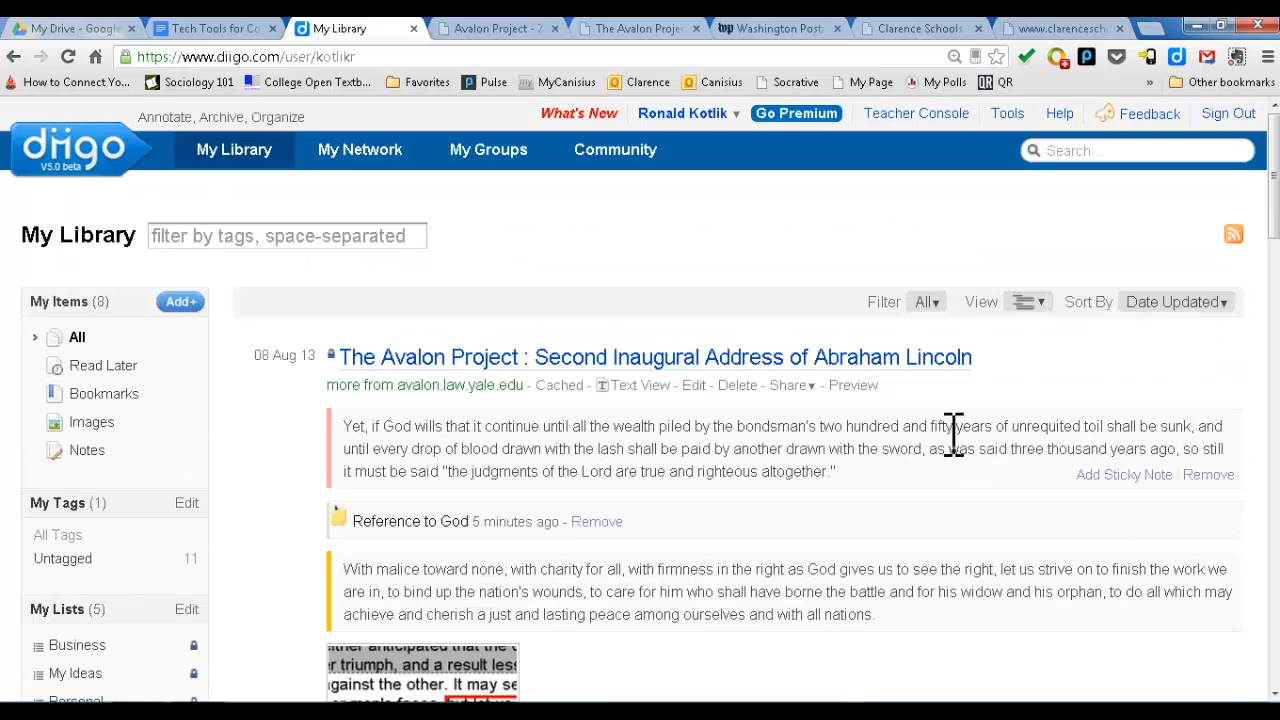 My Drive - Google
Tech Tools for Co
My Library
Avalon Project -
The Avalon Projec
Washington Post
Clarence Schools
www.clarencesch
https://www.diigo.com/user/kotlikr
How to Connect You...
Sociology 101
College Open Textb...
Favorites
Pulse
MyCanisius
Clarence
Canisius
Socrative
My Page
My Polls
QR
»
Other bookmarks
Annotate, Archive, Organize
What's New
Ronald Kotlik
Go Premium
Teacher Console
Tools
Help
Feedback
Sign Out
diigo
V5.0 beta
My Library
My Network
My Groups
Community
Search...
My Library
filter by tags, space-separated
My Items (8)
Add+
All
Read Later
Bookmarks
Images
Notes
My Tags (1)
Edit
All Tags
Untagged
11
My Lists (5)
Edit
Business
My Ideas
Personal
Filter All▾ View Sort By Date Updated▾
08 Aug 13
The Avalon Project : Second Inaugural Address of Abraham Lincoln
more from avalon.law.yale.edu - Cached - Text View - Edit - Delete - Share▾ - Preview
Yet, if God wills that it continue until all the wealth piled by the bondsman's two hundred and fifty years of unrequited toil shall be sunk, and
until every drop of blood drawn with the lash shall be paid by another drawn with the sword, as was said three thousand years ago, so still
it must be said "the judgments of the Lord are true and righteous altogether."
Add Sticky Note | Remove
Reference to God 5 minutes ago - Remove
With malice toward none, with charity for all, with firmness in the right as God gives us to see the right, let us strive on to finish the work we
are in, to bind up the nation's wounds, to care for him who shall have borne the battle and for his widow and his orphan, to do all which may
achieve and cherish a just and lasting peace among ourselves and with all nations.
either anticipated that the c
r triumph, and a result less
gainst the other. It may se